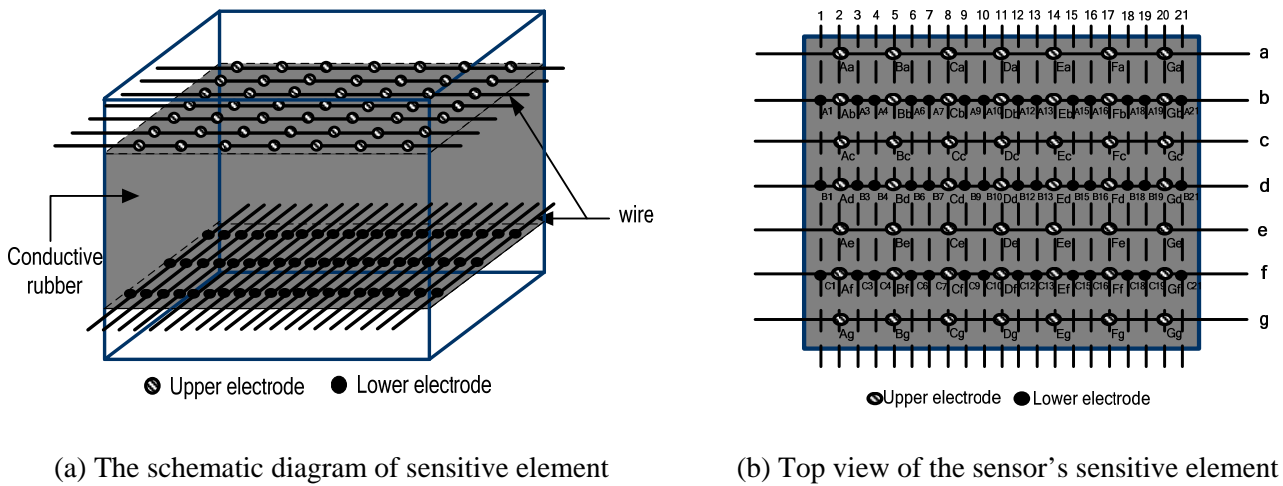 wire
Conductive
rubber
Upper electrode Lower electrode
(a) The schematic diagram of sensitive element
1 2 3 4 5 6 7 8 9 10 11 12 13 14 15 16 17 18 19 20 21
a
Aa Ba Ca Da Ea Fa Ga
b
A1 Ab A3 A4 Bb A6 A7 Cb A9 A10 Db A12 A13 Eb A15 A16 Fb A18 A19 Gb A21
c
Ac Bc Cc Dc Ec Fc Gc
d
B1 Ad B3 B4 Bd B6 B7 Cd B9 B10 Dd B12 B13 Ed B15 B16 Fd B18 B19 Gd B21
e
Ae Be Ce De Ee Fe Ge
f
C1 Af C3 C4 Bf C6 C7 Cf C9 C10 Df C12 C13 Ef C15 C16 Ff C18 C19 Gf C21
g
Ag Bg Cg Dg Eg Fg Gg
Upper electrode Lower electrode
(b) Top view of the sensor's sensitive element